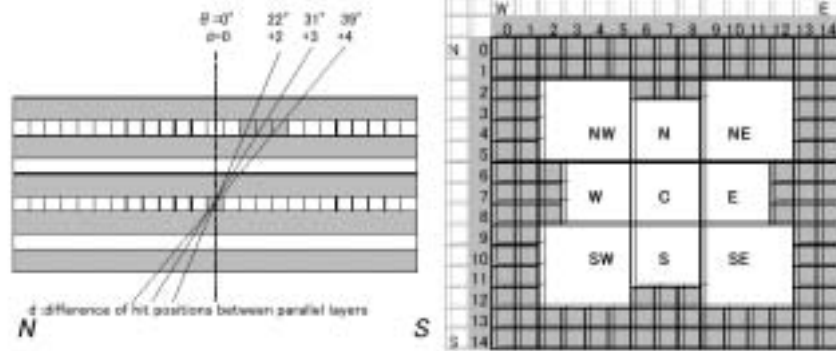 θ=0° 22° 31° 39°
d=0 +2 +3 +4
d :difference of hit positions between parallel layers
N S
W E
0 1 2 3 4 5 6 7 8 9 10 11 12 13 14
N 0
1
2
3
4 NW N NE
5
6
7 W C E
8
9
10 SW S SE
11
12
13
S 14